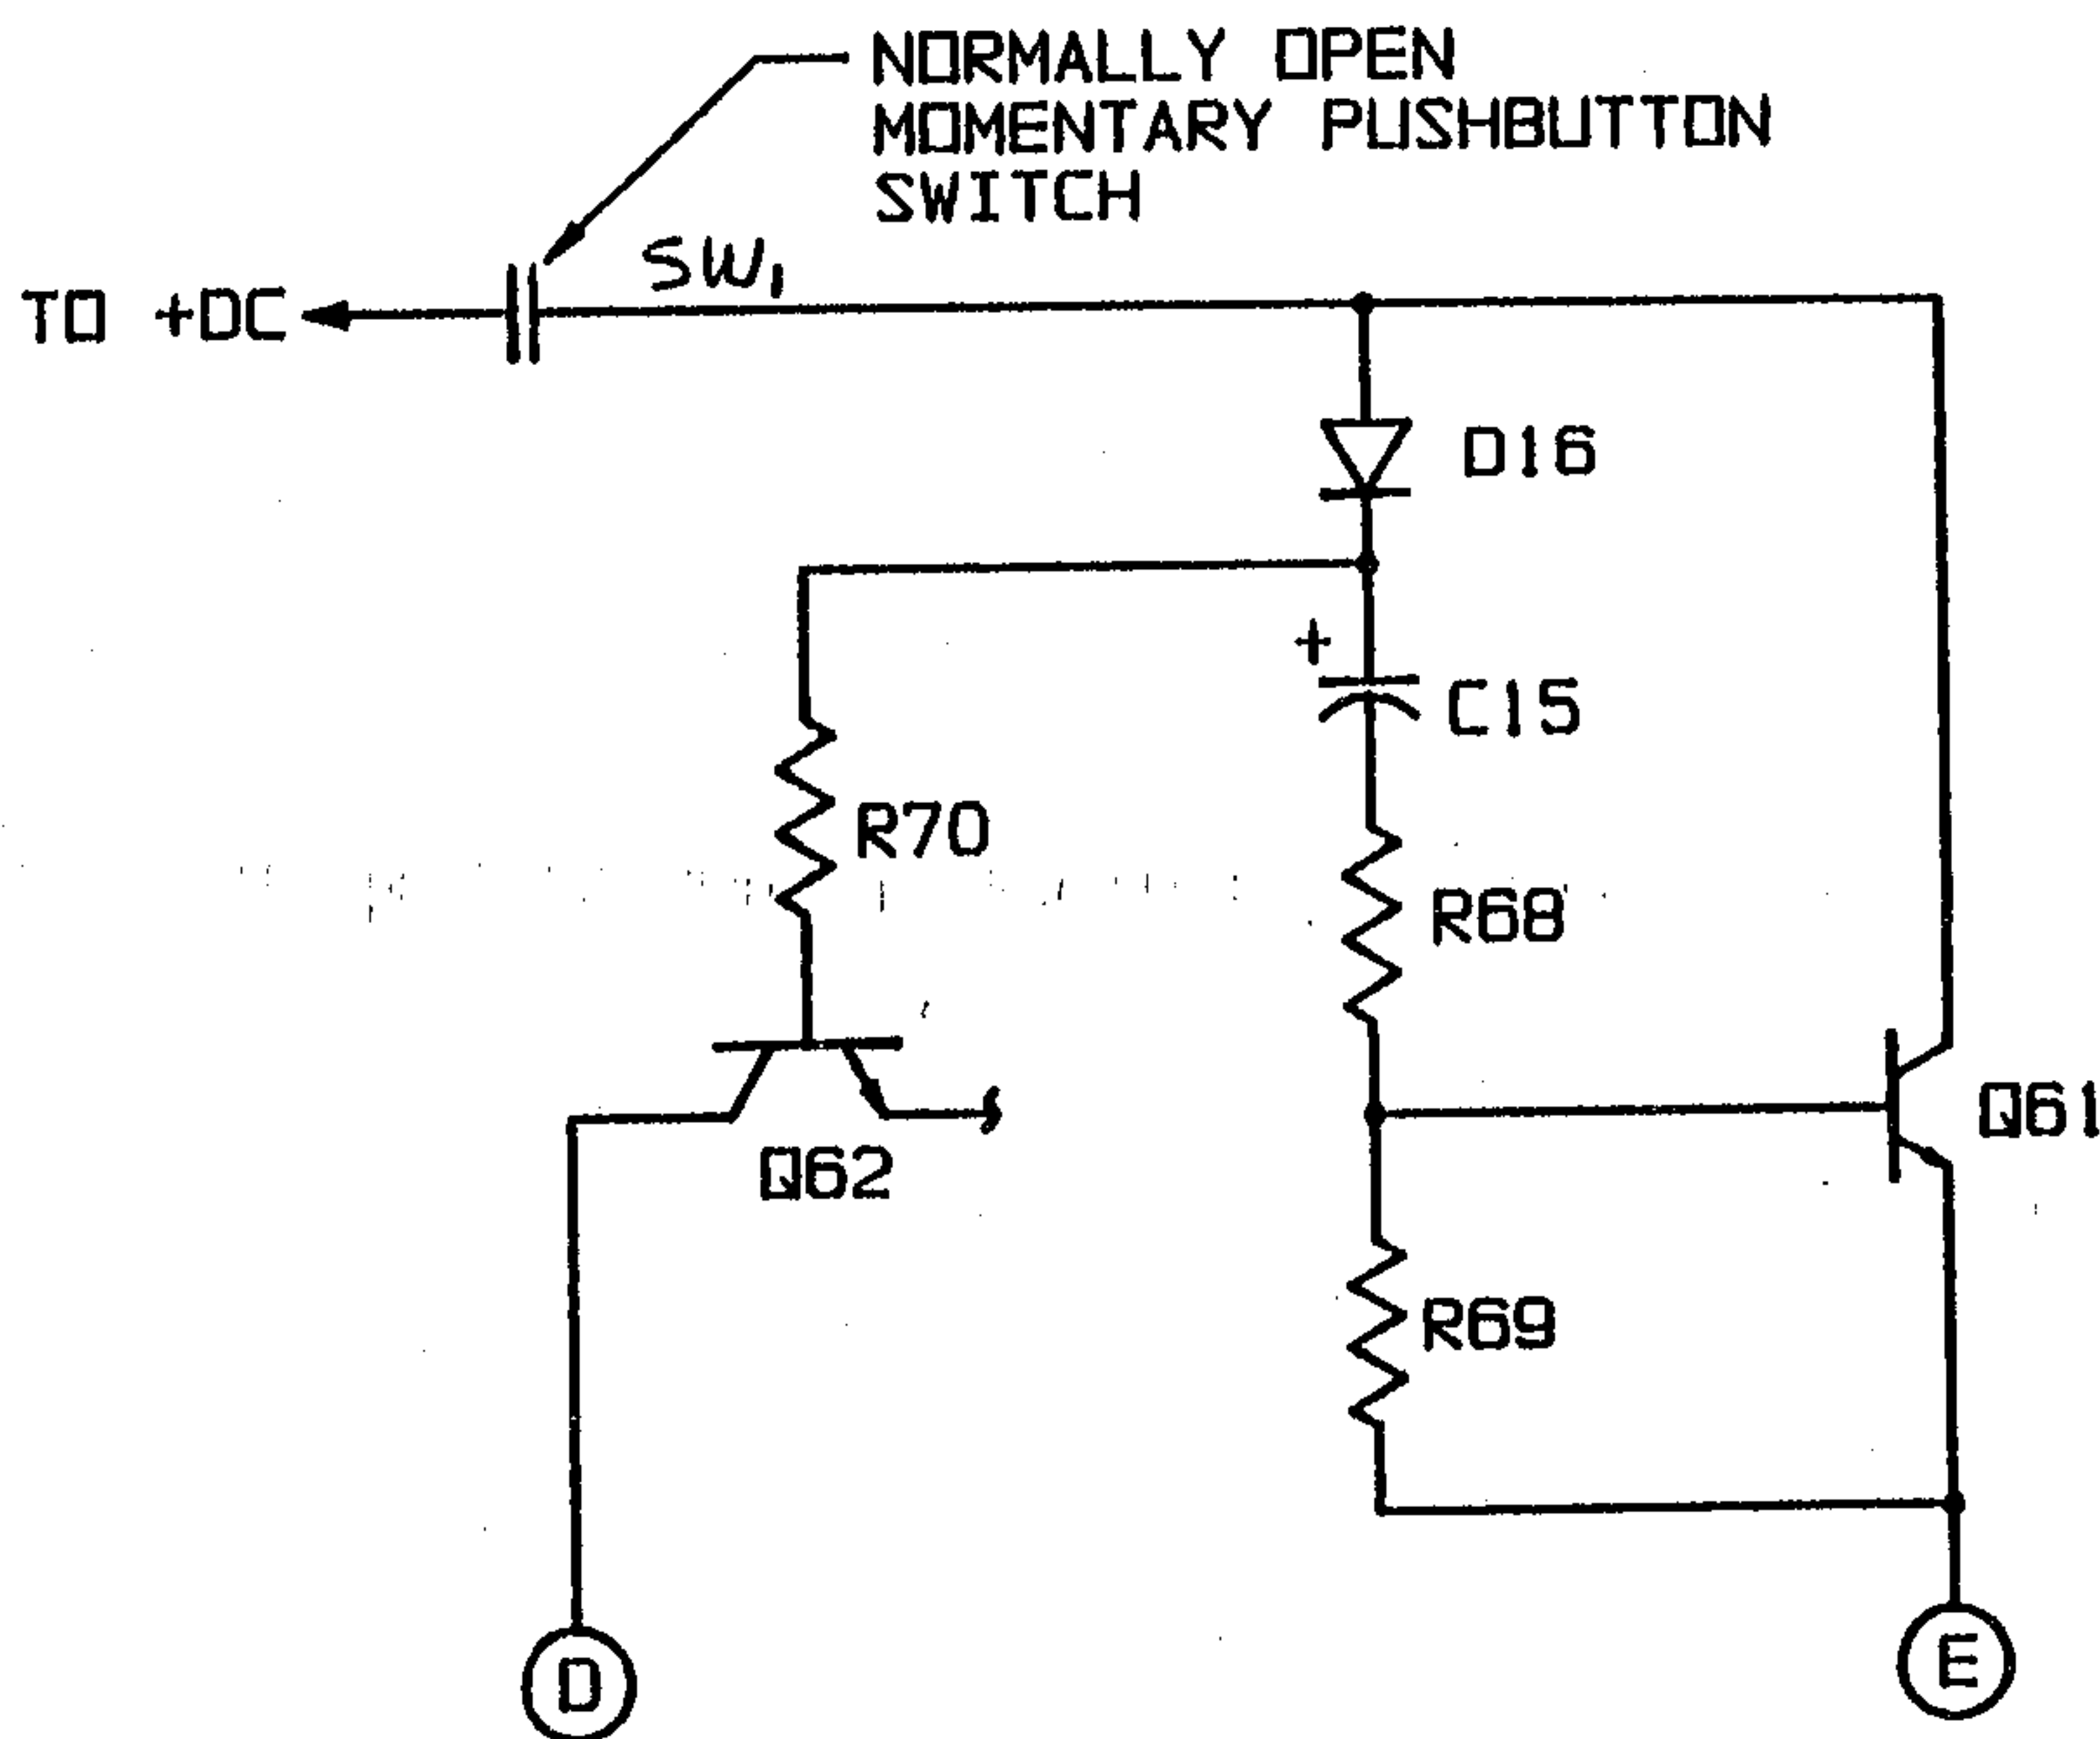 NORMALLY OPEN
MOMENTARY PUSHBUTTON
SWITCH
SW1
TO +DC
D16
+
C15
R70
R68
Q61
Q62
R69
D
E